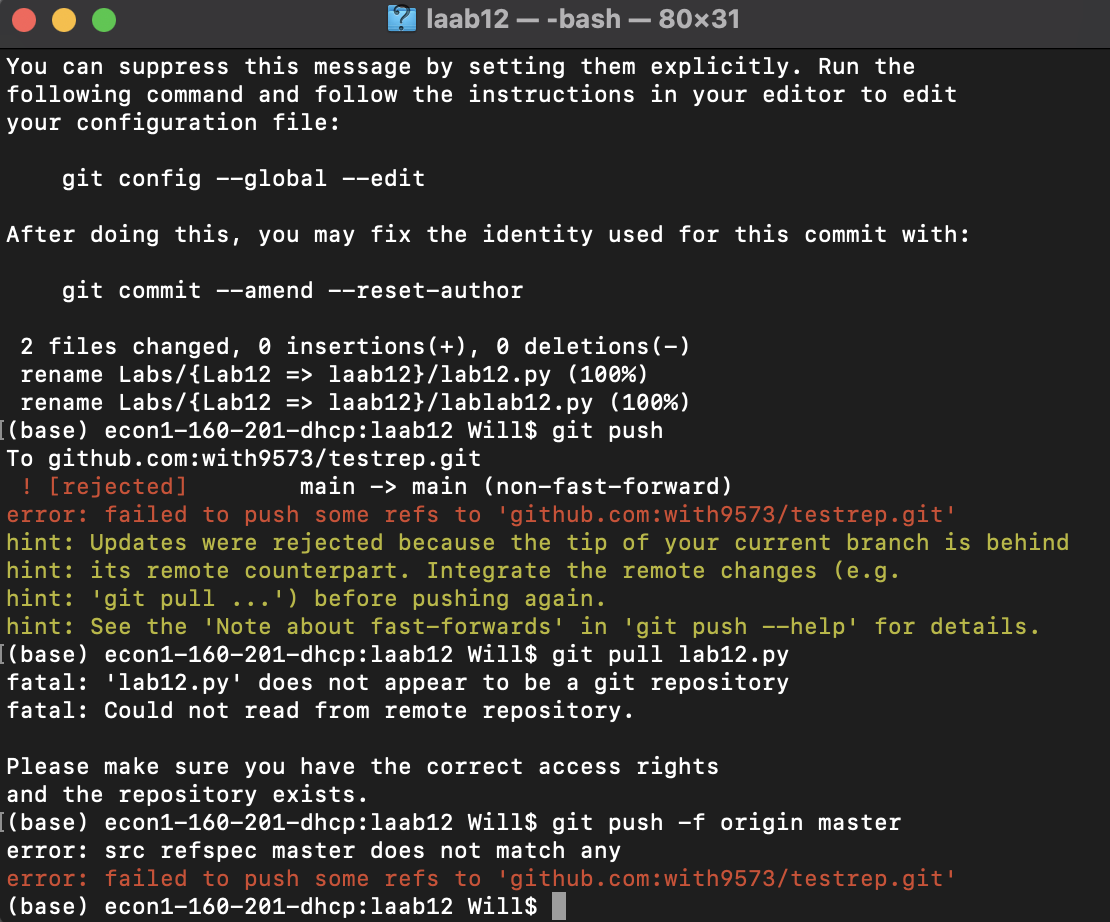 laab12 — -bash — 80×31
You can suppress this message by setting them explicitly. Run the
following command and follow the instructions in your editor to edit
your configuration file:
git config --global --edit
After doing this, you may fix the identity used for this commit with:
git commit --amend --reset-author
2 files changed, 0 insertions(+), 0 deletions(-)
rename Labs/{Lab12 => laab12}/lab12.py (100%)
rename Labs/{Lab12 => laab12}/lablab12.py (100%)
[(base) econ1-160-201-dhcp:laab12 Will$ git push
To github.com:with9573/testrep.git
! [rejected]        main -> main (non-fast-forward)
error: failed to push some refs to 'github.com:with9573/testrep.git'
hint: Updates were rejected because the tip of your current branch is behind
hint: its remote counterpart. Integrate the remote changes (e.g.
hint: 'git pull ...') before pushing again.
hint: See the 'Note about fast-forwards' in 'git push --help' for details.
[(base) econ1-160-201-dhcp:laab12 Will$ git pull lab12.py
fatal: 'lab12.py' does not appear to be a git repository
fatal: Could not read from remote repository.
Please make sure you have the correct access rights
and the repository exists.
[(base) econ1-160-201-dhcp:laab12 Will$ git push -f origin master
error: src refspec master does not match any
error: failed to push some refs to 'github.com:with9573/testrep.git'
(base) econ1-160-201-dhcp:laab12 Will$